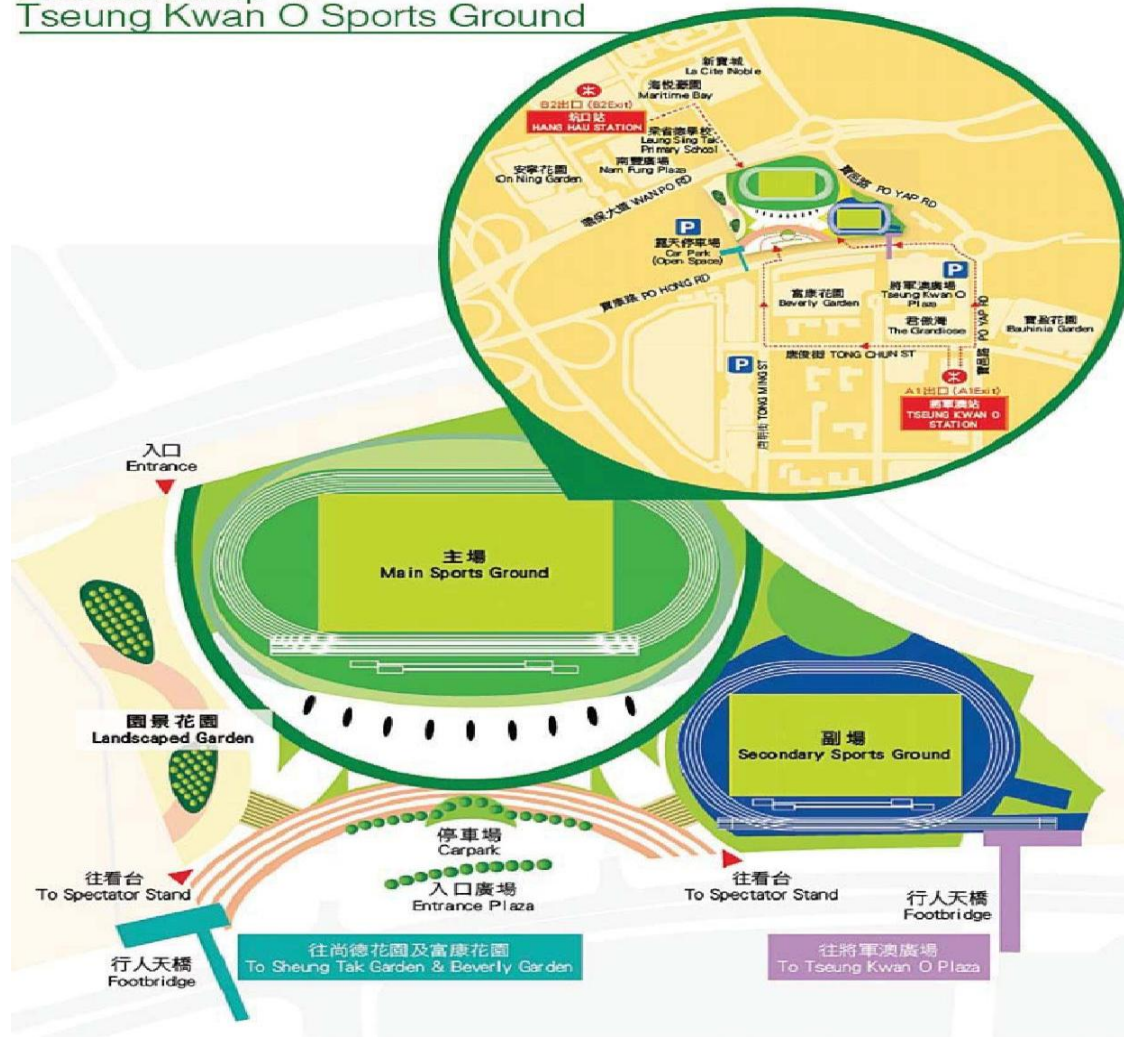 Tseung Kwan O Sports Ground
新寶城
La Cite Noble
海悅豪園
Maritime Bay
B2出口 (B2Exit)
坑口站
HANG HAU STATION
梁省德學校
Leung Sing Tak
Primary School
南豐廣場
Nam Fung Plaza
安寧花園
On Ning Garden
環保大道 WAN PO RD
寶邑路 PO YAP RD
P
露天停車場
Car Park
(Open Space)
寶康路 PO HONG RD
富康花園
Beverly Garden
P
將軍澳廣場
Tseung Kwan O
Plaza
君傲灣
The Grandiose
寶邑路 PO YAP RD
寶盈花園
Bauhinia Garden
唐俊街 TONG CHUN ST
P
唐明街 TONG MING ST
A1出口 (A1Exit)
將軍澳站
TSEUNG KWAN O
STATION
入口
Entrance
主場
Main Sports Ground
園景花園
Landscaped Garden
副場
Secondary Sports Ground
停車場
Carpark
入口廣場
Entrance Plaza
往看台
To Spectator Stand
往看台
To Spectator Stand
行人天橋
Footbridge
行人天橋
Footbridge
往尚德花園及富康花園
To Sheung Tak Garden & Beverly Garden
往將軍澳廣場
To Tseung Kwan O Plaza